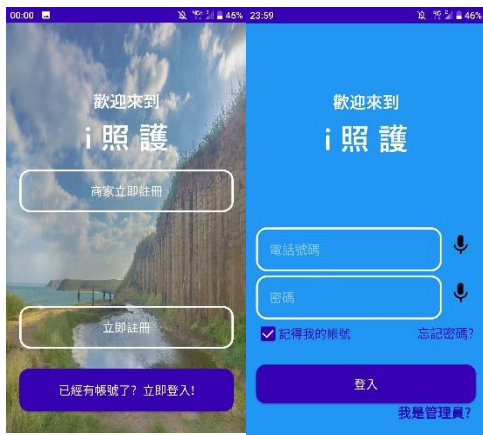 00:00 45%
歡迎來到
i 照 護
商家立即註冊
立即註冊
已經有帳號了? 立即登入!
23:59 46%
歡迎來到
i 照 護
電話號碼
密碼
記得我的帳號 忘記密碼?
登入
我是管理員?